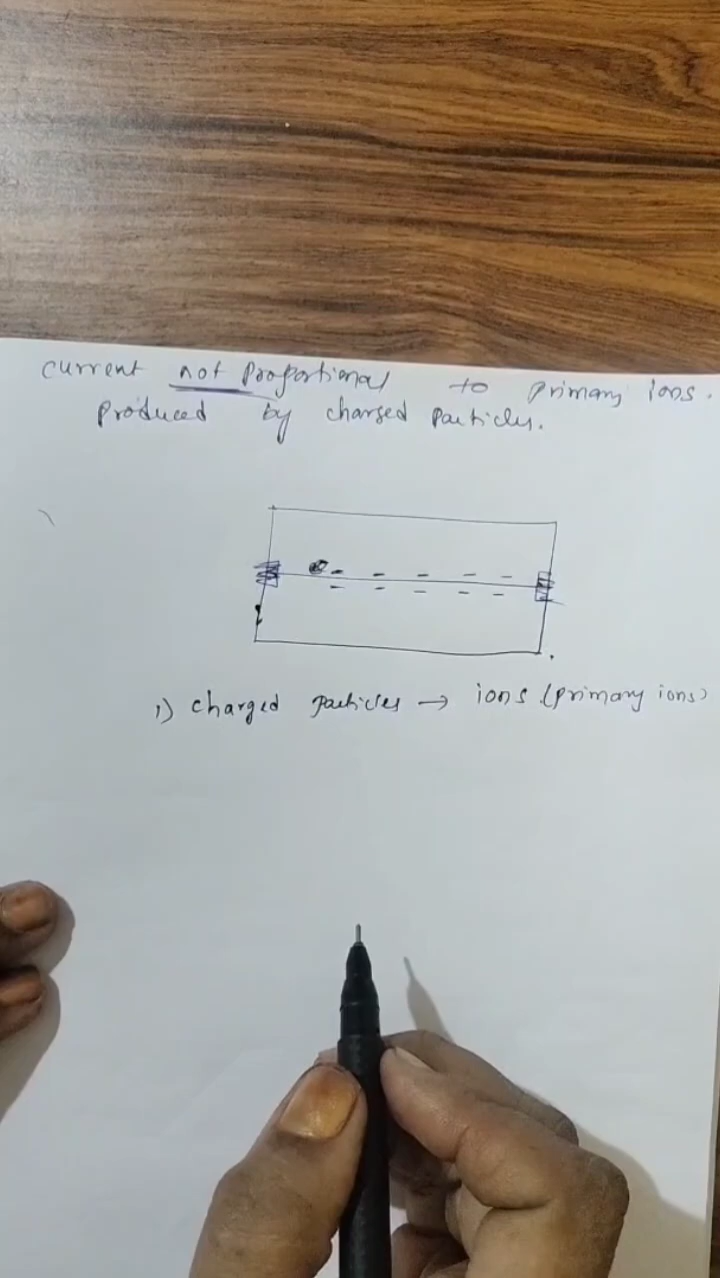 current not proportional to primary ions.
produced by charged particles.
1) charged particles → ions (primary ions)